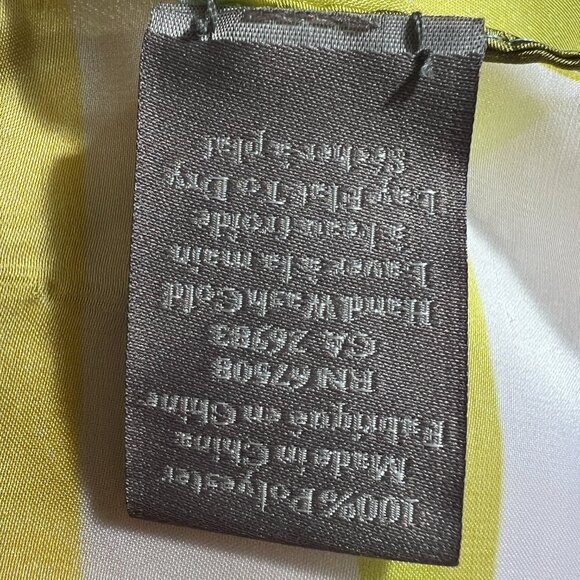 100% Polyester
Made in China
Fabriqué en Chine
RN 67508
CA 26983
Hand Wash Cold
Laver à la main
à l'eau froide
Lay Flat To Dry
Sécher à plat